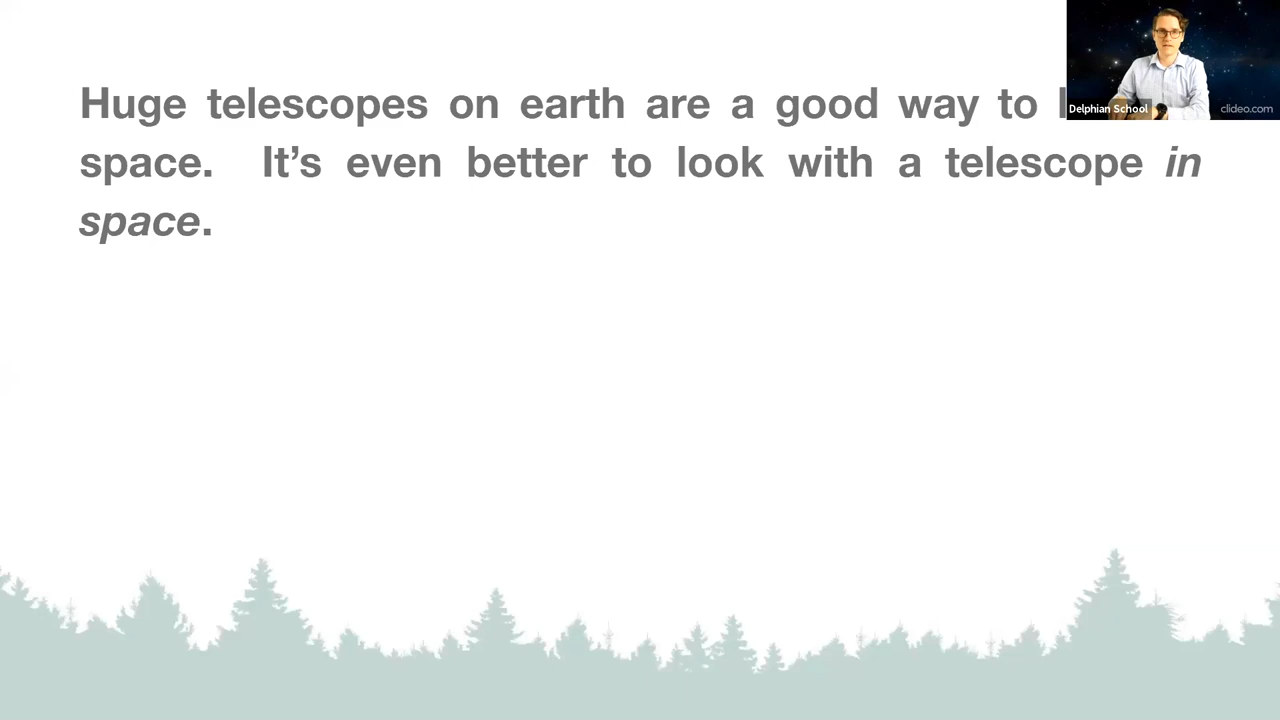 Huge telescopes on earth are a good way to
space. It’s even better to look with a telescope in
space.
Delphian School
clideo.com